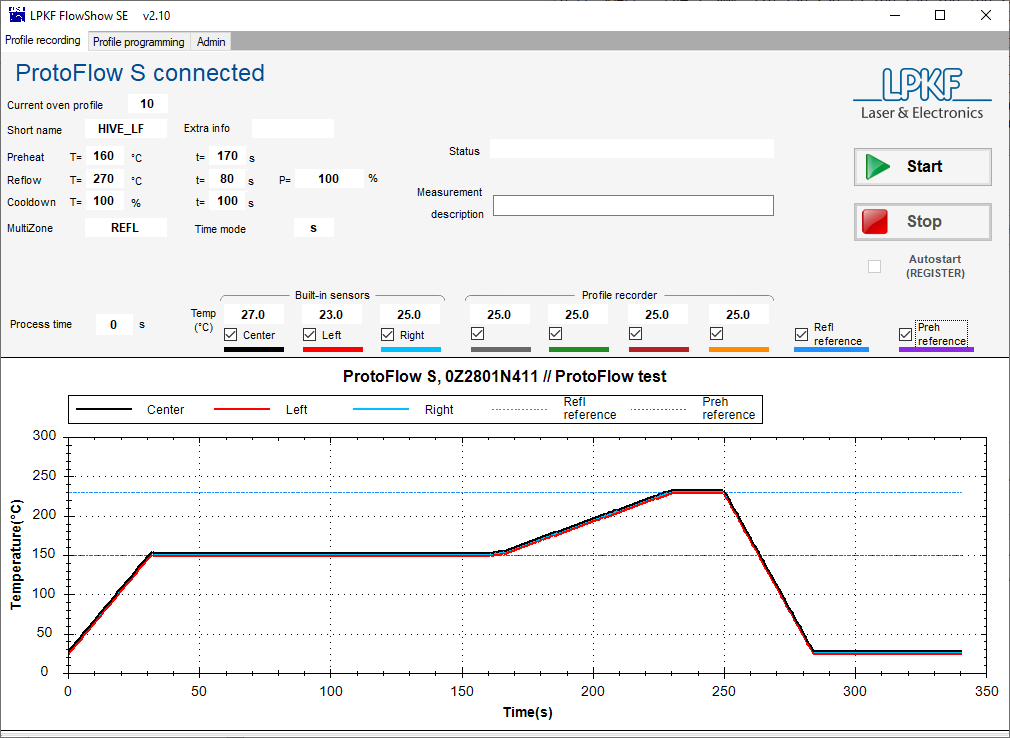 LPKF FlowShow SE    v2.10
Profile recording Profile programming Admin
ProtoFlow S connected
LPKF
Laser & Electronics
Current oven profile 10
Short name HIVE_LF Extra info
Preheat T= 160 °C t= 170 s
Reflow T= 270 °C t= 80 s P= 100 %
Cooldown T= 100 % t= 100 s
MultiZone REFL Time mode s
Status
Measurement
description
Start
Stop
Autostart
(REGISTER)
Built-in sensors Profile recorder
Process time 0 s
Temp
(°C)
27.0 23.0 25.0 25.0 25.0 25.0 25.0
Center Left Right
Refl
reference
Preh
reference
ProtoFlow S, 0Z2801N411 // ProtoFlow test
Center Left Right
Refl
reference
Preh
reference
Temperature(°C)
300
250
200
150
100
50
0
0 50 100 150 200 250 300 350
Time(s)